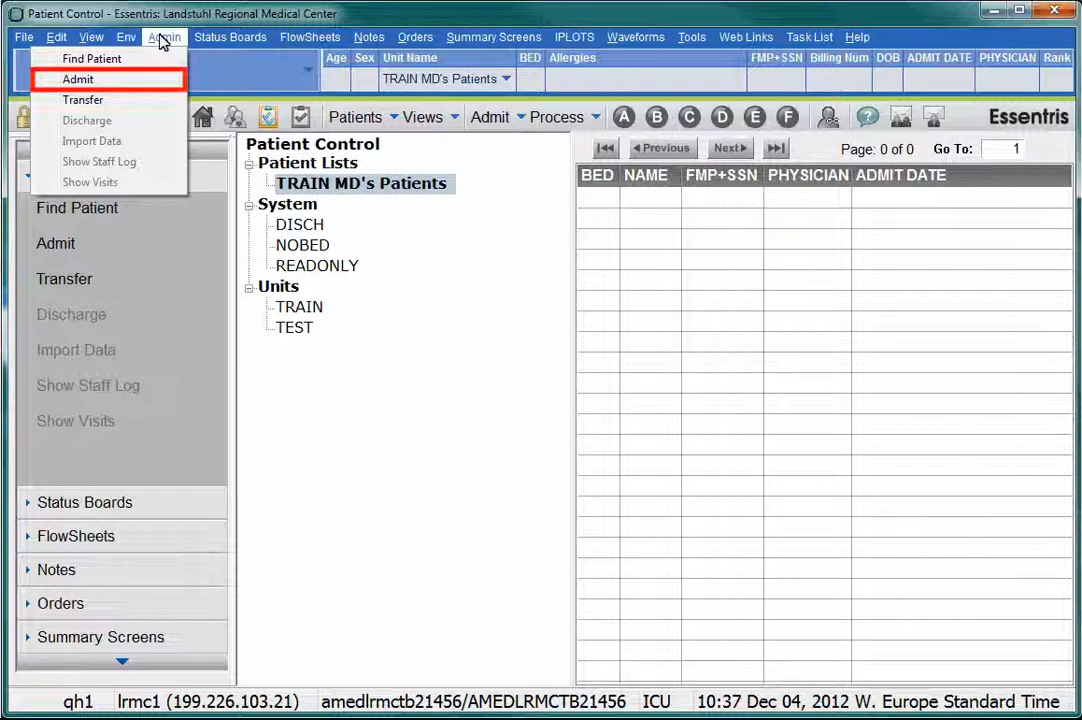 Patient Control - Essentris: Landstuhl Regional Medical Center
File Edit View Env Admin Status Boards FlowSheets Notes Orders Summary Screens IPLOTS Waveforms Tools Web Links Task List Help
Age Sex Unit Name BED Allergies FMP+SSN Billing Num DOB ADMIT DATE PHYSICIAN Rank
TRAIN MD's Patients
Find Patient
Admit
Transfer
Discharge
Import Data
Show Staff Log
Show Visits
Patients Views Admit Process A B C D E F Essentris
Find Patient
Admit
Transfer
Discharge
Import Data
Show Staff Log
Show Visits
Status Boards
FlowSheets
Notes
Orders
Summary Screens
Patient Control
Patient Lists
TRAIN MD's Patients
System
DISCH
NOBED
READONLY
Units
TRAIN
TEST
Previous Next Page: 0 of 0 Go To: 1
BED NAME FMP+SSN PHYSICIAN ADMIT DATE
qh1 lrmc1 (199.226.103.21) amedlrmctb21456/AMEDLRMCTB21456 ICU 10:37 Dec 04, 2012 W. Europe Standard Time